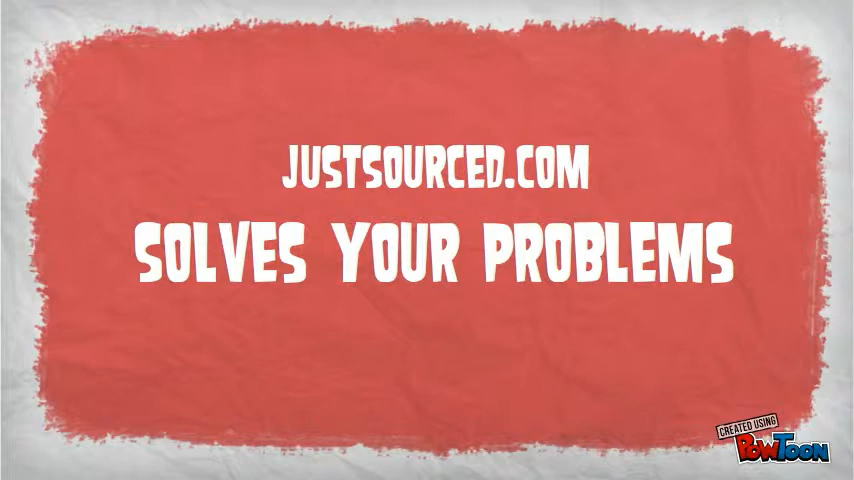 JUSTSOURCED.COM
SOLVES YOUR PROBLEMS
CREATED USING
POWTOON